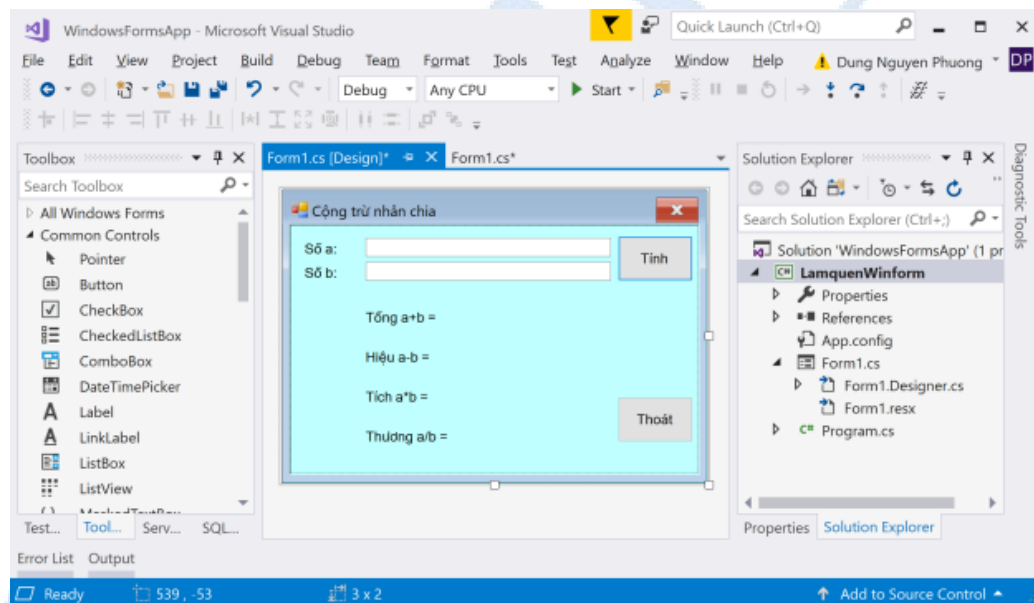 WindowsFormsApp - Microsoft Visual Studio
Quick Launch (Ctrl+Q)
File Edit View Project Build Debug Team Format Tools Test Analyze Window Help Dung Nguyen Phuong DP
Debug Any CPU Start
Toolbox
Search Toolbox
All Windows Forms
Common Controls
Pointer
Button
CheckBox
CheckedListBox
ComboBox
DateTimePicker
Label
LinkLabel
ListBox
ListView
Test... Tool... Serv... SQL...
Form1.cs [Design]* Form1.cs*
Cộng trừ nhân chia
Số a:
Số b:
Tính
Tổng a+b =
Hiệu a-b =
Tích a*b =
Thương a/b =
Thoát
Solution Explorer
Search Solution Explorer (Ctrl+;)
Solution 'WindowsFormsApp' (1 pr
LamquenWinform
Properties
References
App.config
Form1.cs
Form1.Designer.cs
Form1.resx
C# Program.cs
Properties Solution Explorer
Diagnostic Tools
Error List Output
Ready 539 , -53 3 x 2 Add to Source Control